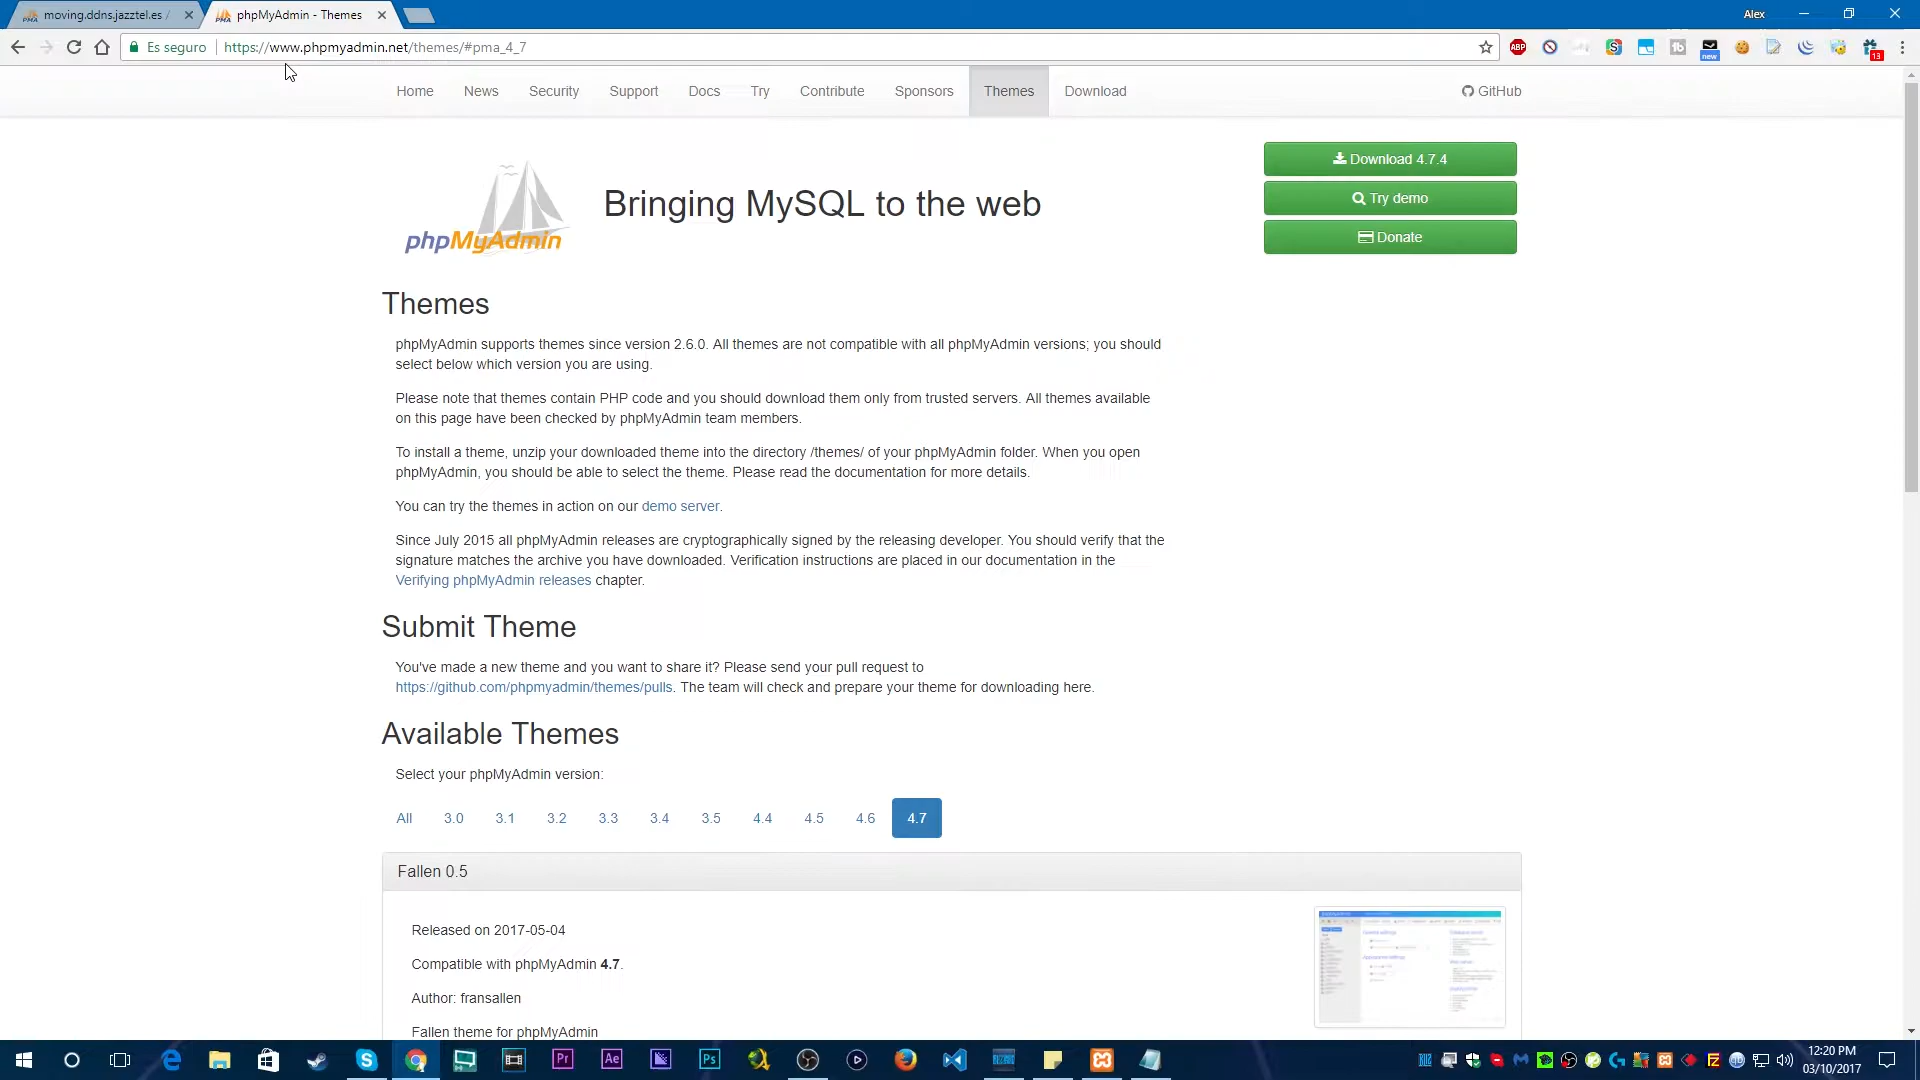 moving.ddns.jazztel.es /
phpMyAdmin - Themes
Alex
Es seguro
https://www.phpmyadmin.net/themes/#pma_4_7
ABP
new
13
Home
News
Security
Support
Docs
Try
Contribute
Sponsors
Themes
Download
GitHub
phpMyAdmin
Bringing MySQL to the web
Download 4.7.4
Try demo
Donate
Themes
phpMyAdmin supports themes since version 2.6.0. All themes are not compatible with all phpMyAdmin versions; you should
select below which version you are using.
Please note that themes contain PHP code and you should download them only from trusted servers. All themes available
on this page have been checked by phpMyAdmin team members.
To install a theme, unzip your downloaded theme into the directory /themes/ of your phpMyAdmin folder. When you open
phpMyAdmin, you should be able to select the theme. Please read the documentation for more details.
You can try the themes in action on our demo server.
Since July 2015 all phpMyAdmin releases are cryptographically signed by the releasing developer. You should verify that the
signature matches the archive you have downloaded. Verification instructions are placed in our documentation in the
Verifying phpMyAdmin releases chapter.
Submit Theme
You've made a new theme and you want to share it? Please send your pull request to
https://github.com/phpmyadmin/themes/pulls. The team will check and prepare your theme for downloading here.
Available Themes
Select your phpMyAdmin version:
All
3.0
3.1
3.2
3.3
3.4
3.5
4.4
4.5
4.6
4.7
Fallen 0.5
Released on 2017-05-04
Compatible with phpMyAdmin 4.7.
Author: fransallen
Fallen theme for phpMyAdmin
Pr
Ae
Ps
12:20 PM
03/10/2017